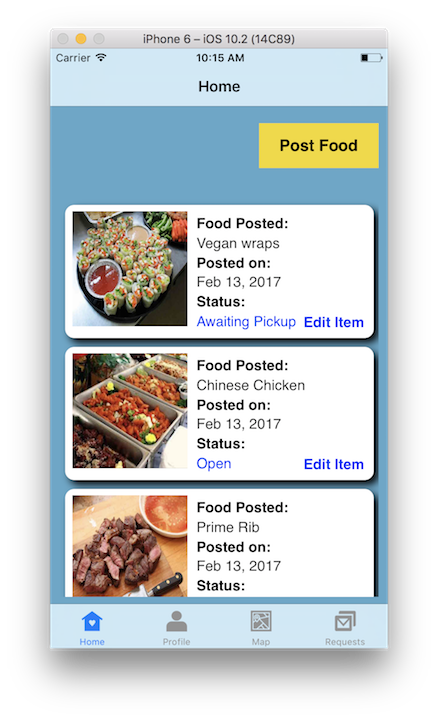 iPhone 6 – iOS 10.2 (14C89)
Carrier 10:15 AM
Home
Post Food
Food Posted:
Vegan wraps
Posted on:
Feb 13, 2017
Status:
Awaiting Pickup Edit Item
Food Posted:
Chinese Chicken
Posted on:
Feb 13, 2017
Status:
Open Edit Item
Food Posted:
Prime Rib
Posted on:
Feb 13, 2017
Status:
Home Profile Map Requests